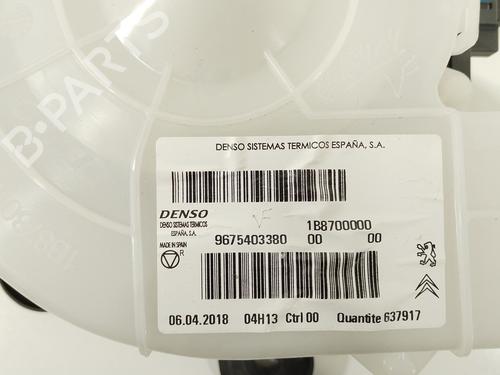 B-PARTS
DENSO SISTEMAS TERMICOS ESPAÑA, S.A.
DENSO
DENSO SISTEMAS TERMICOS
ESPAÑA, S.A.
MADE IN SPAIN
R
1B8700000
9675403380 00 00
06.04.2018 04H13 Ctrl 00 Quantite 637917